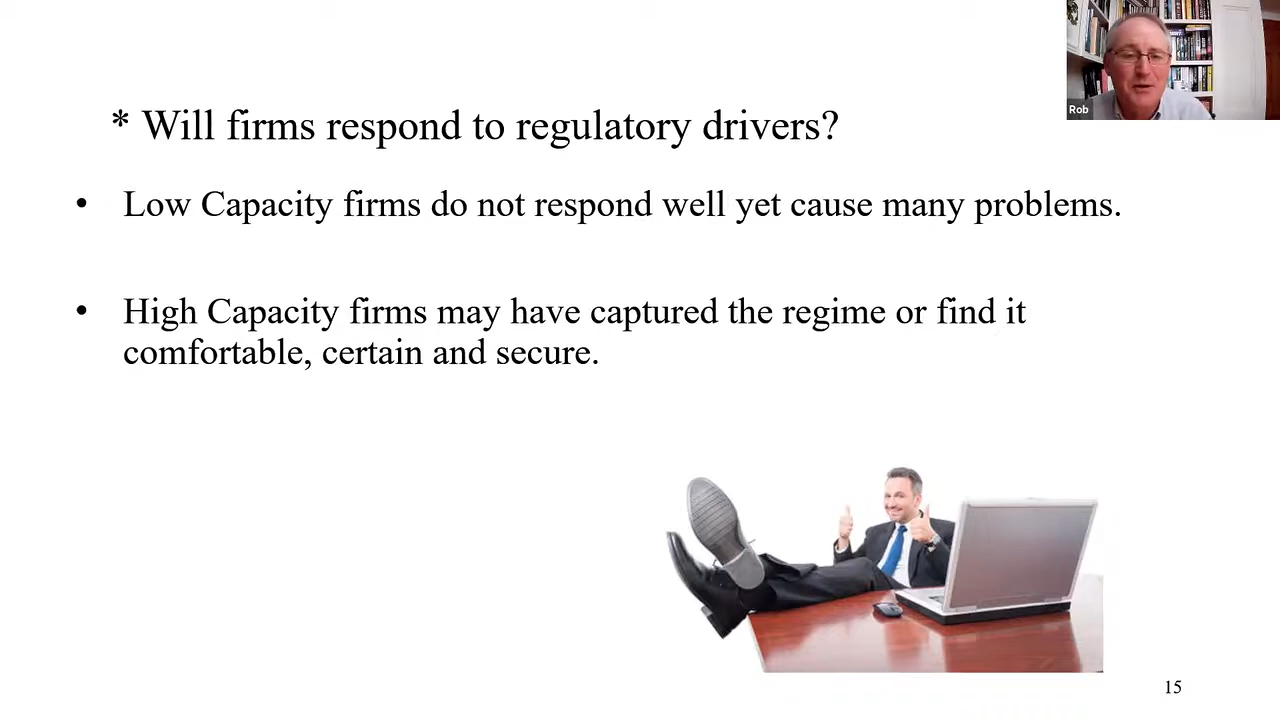 Rob
* Will firms respond to regulatory drivers?
• Low Capacity firms do not respond well yet cause many problems.
• High Capacity firms may have captured the regime or find it
comfortable, certain and secure.
15